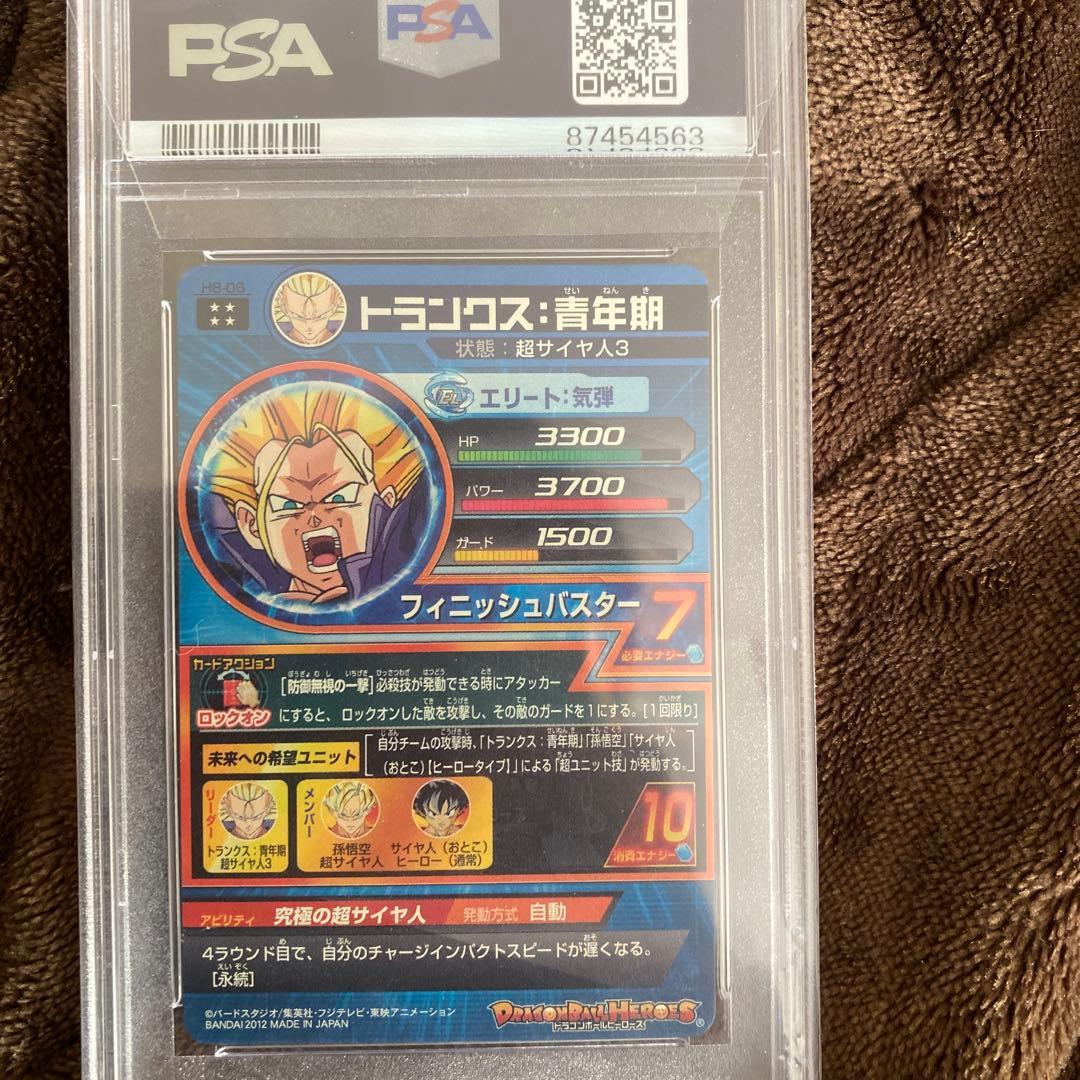 PSA
PSA
87454563
H8-06
トランクス：青年期
せい ねん き
状態：超サイヤ人3
EL エリート：気弾
HP 3300
パワー 3700
ガード 1500
フィニッシュバスター 7
必要エナジー
カードアクション
ロックオン
[防御無視の一撃]必殺技が発動できる時にアタッカー
にすると、ロックオンした敵を攻撃し、その敵のガードを1にする。[1回限り]
未来への希望ユニット
自分チームの攻撃時、「トランクス：青年期」「孫悟空」「サイヤ人
（おとこ）【ヒーロータイプ】」による「超ユニット技」が発動する。
リーダー
トランクス：青年期
超サイヤ人3
メンバー
孫悟空
超サイヤ人
サイヤ人（おとこ）
ヒーロー（通常）
10
消費エナジー
アビリティ 究極の超サイヤ人 発動方式 自動
4ラウンド目で、自分のチャージインパクトスピードが遅くなる。
[永続]
©バードスタジオ/集英社・フジテレビ・東映アニメーション
BANDAI 2012 MADE IN JAPAN
DRAGONBALL HEROES®
ドラゴンボールヒーローズ